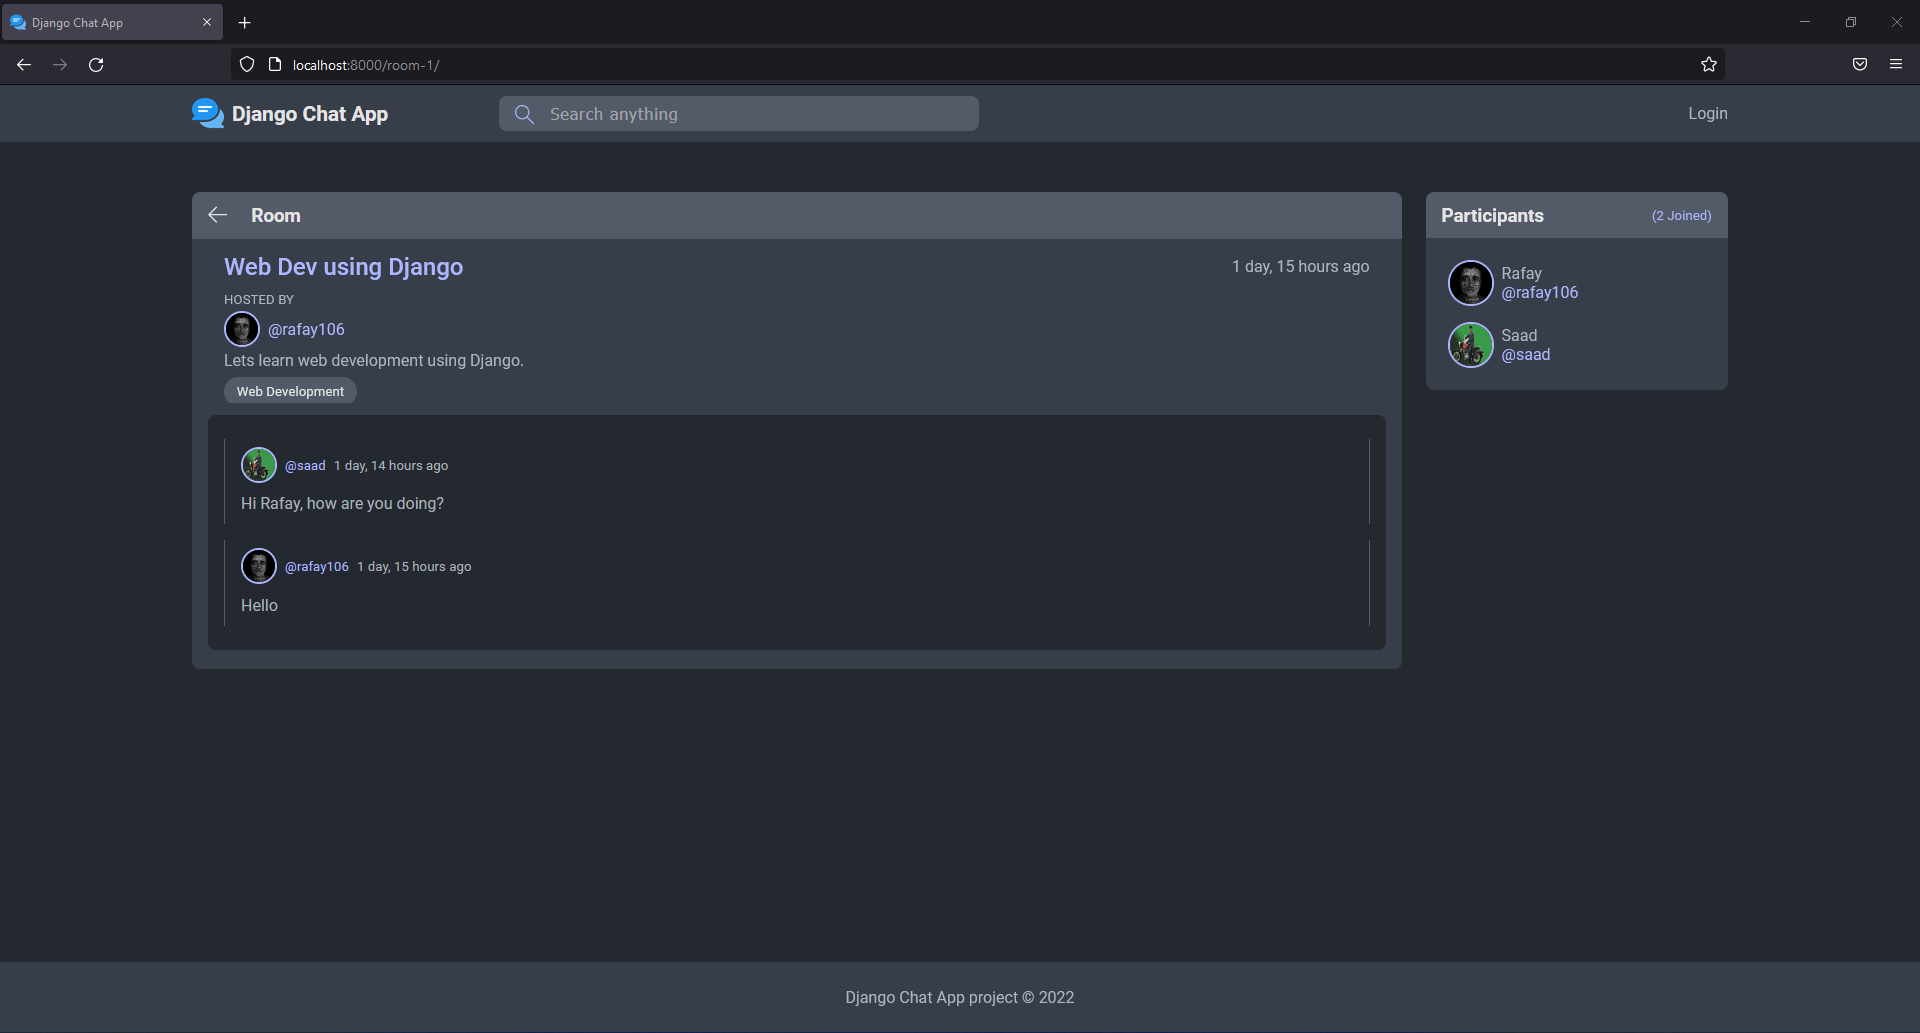 Django Chat App
localhost:8000/room-1/
Django Chat App
Search anything
Login
Room
Web Dev using Django
1 day, 15 hours ago
HOSTED BY
@rafay106
Lets learn web development using Django.
Web Development
@saad 1 day, 14 hours ago
Hi Rafay, how are you doing?
@rafay106 1 day, 15 hours ago
Hello
Participants
(2 Joined)
Rafay
@rafay106
Saad
@saad
Django Chat App project © 2022